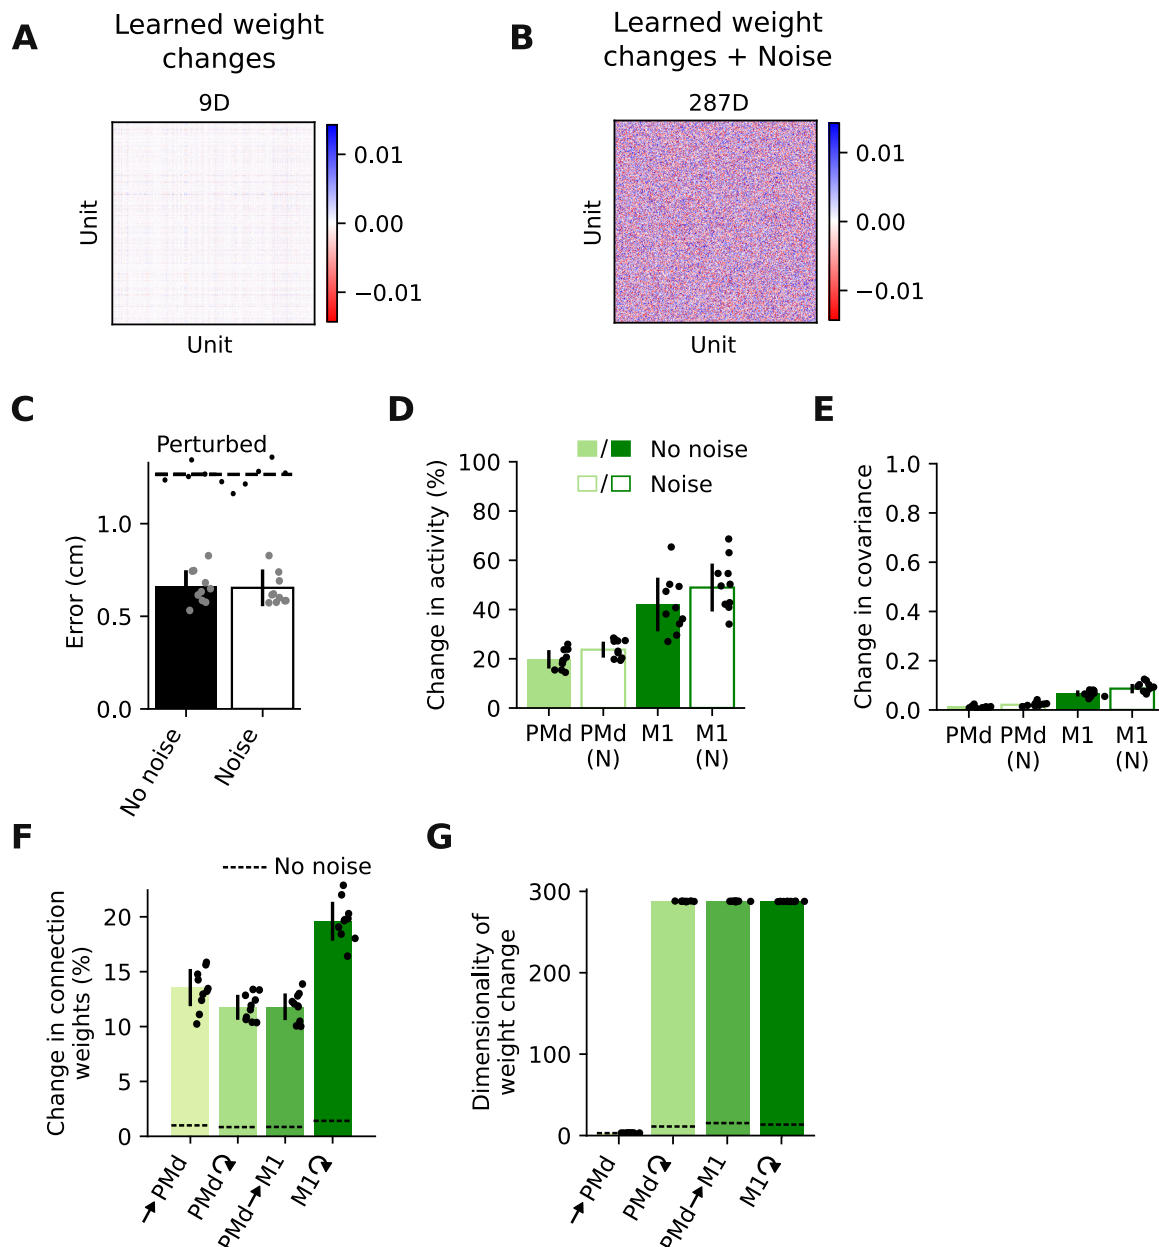 A
Learned weight
changes
9D
Unit
Unit
0.01
0.00
−0.01
B
Learned weight
changes + Noise
287D
Unit
Unit
0.01
0.00
−0.01
C
Perturbed
Error (cm)
1.0
0.5
0.0
No noise
Noise
D
/ No noise
/ Noise
Change in activity (%)
100
80
60
40
20
0
PMd
PMd
(N)
M1
M1
(N)
E
Change in covariance
1.0
0.8
0.6
0.4
0.2
0.0
PMd
PMd
(N)
M1
M1
(N)
F
No noise
Change in connection
weights (%)
20
15
10
5
0
→PMd
PMd↻
PMd→M1
M1↻
G
Dimensionality of
weight change
300
200
100
0
→PMd
PMd↻
PMd→M1
M1↻